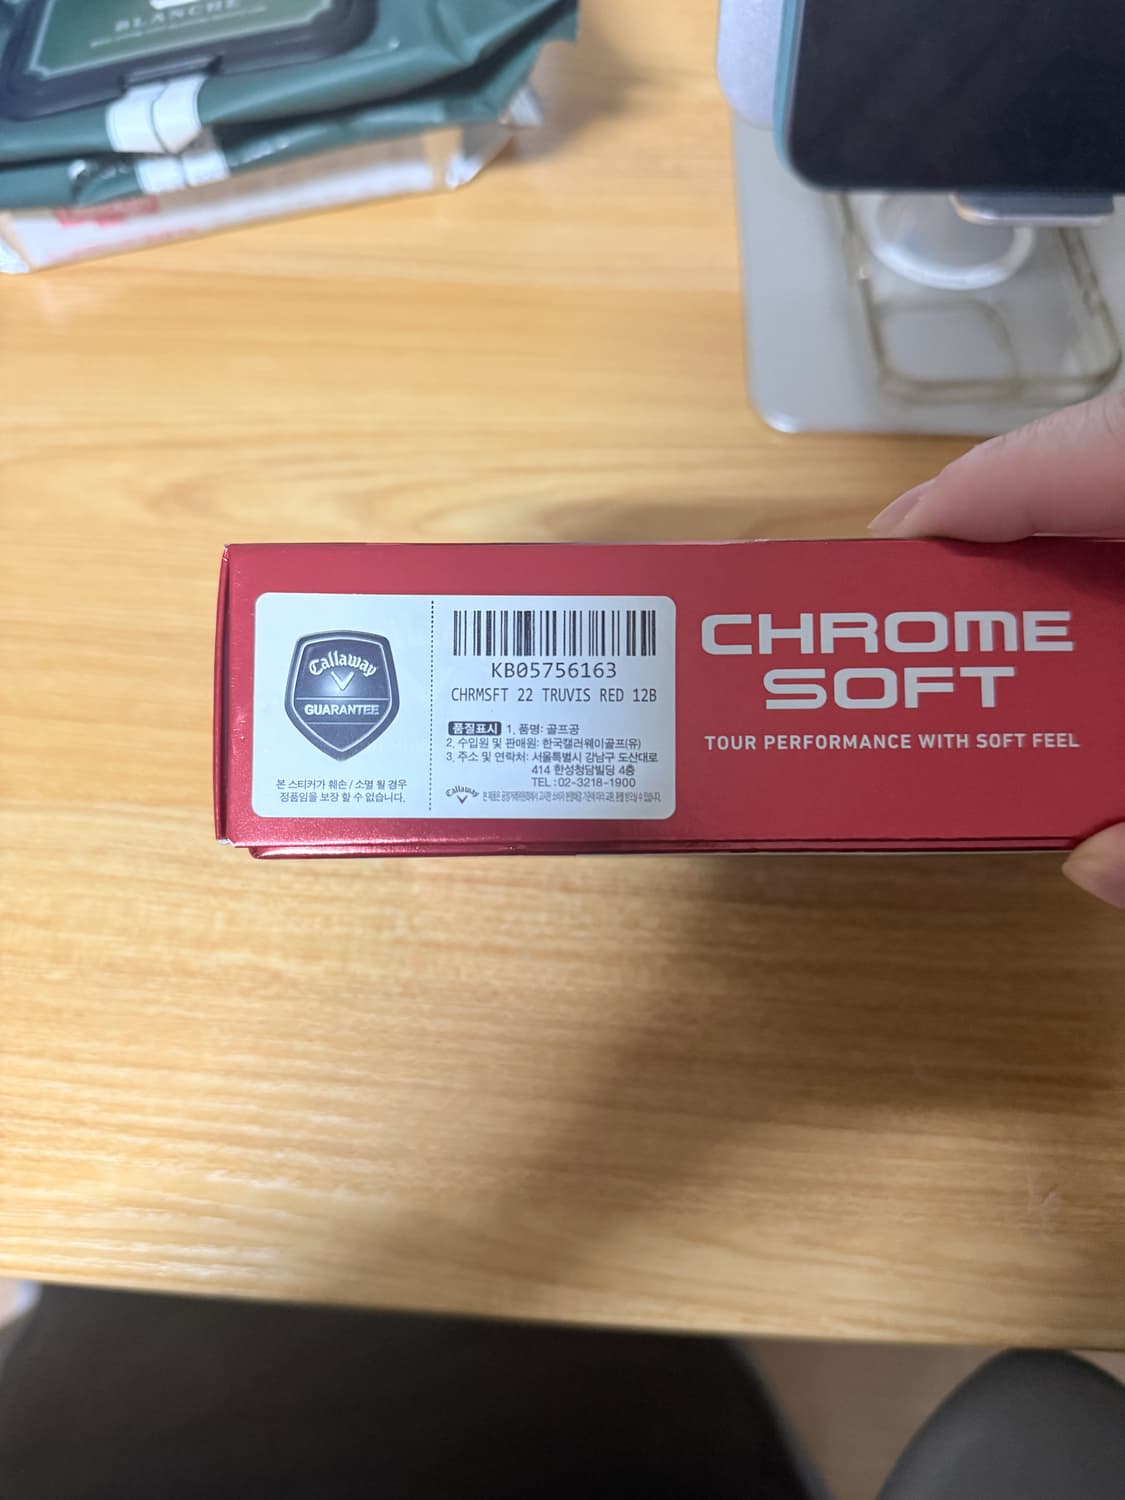 BLANCHE
Callaway
GUARANTEE
본 스티커가 훼손 / 소멸 될 경우
정품임을 보장 할 수 없습니다.
KB05756163
CHRMSFT 22 TRUVIS RED 12B
품질표시 1. 품명: 골프공
2. 수입원 및 판매원: 한국캘러웨이골프(유)
3. 주소 및 연락처: 서울특별시 강남구 도산대로
414 한성청담빌딩 4층
TEL:02-3218-1900
Callaway
CHROME
SOFT
TOUR PERFORMANCE WITH SOFT FEEL